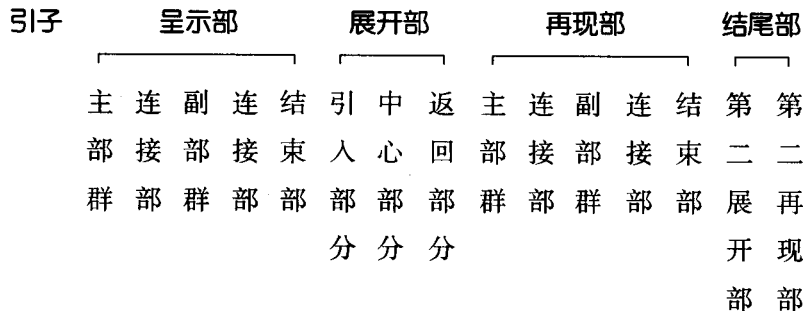 引子 呈示部 展开部 再现部 结尾部
主部群 连接部 副部群 连接部 结束部 引入部分 中心部分 返回部分 主部群 连接部 副部群 连接部 结束部 第二展开部 第二再现部